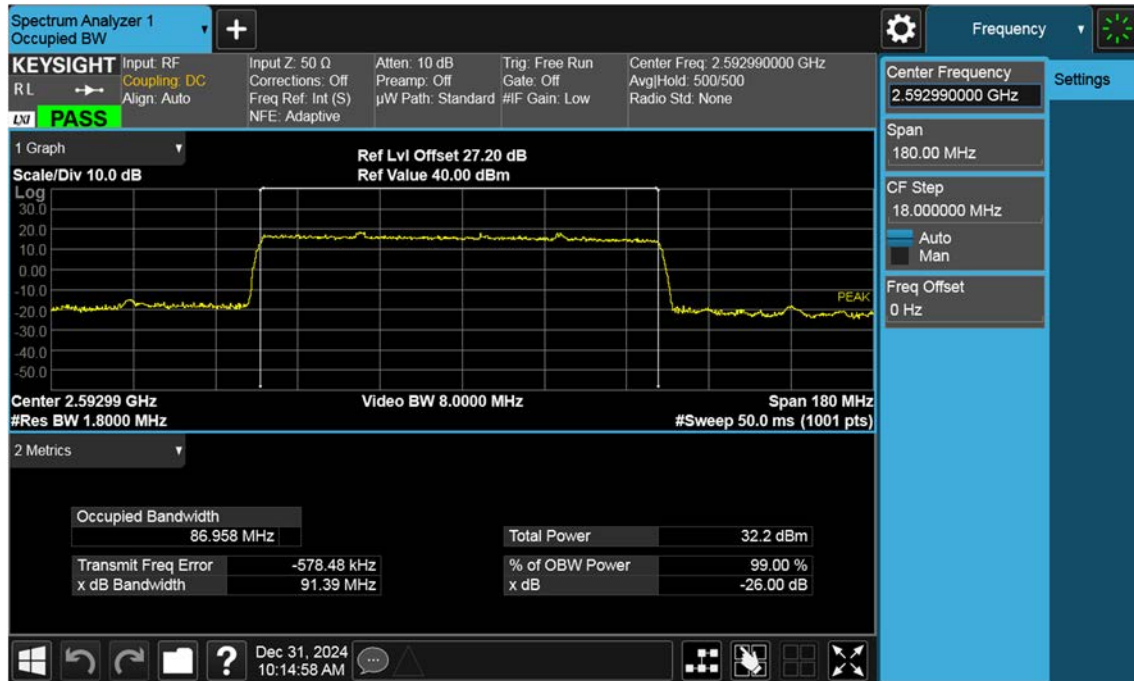 Spectrum Analyzer 1
Occupied BW
+
Frequency
KEYSIGHT
R L
LXI PASS
Input: RF
Coupling: DC
Align: Auto
Input Z: 50 Ω
Corrections: Off
Freq Ref: Int (S)
NFE: Adaptive
Atten: 10 dB
Preamp: Off
µW Path: Standard
Trig: Free Run
Gate: Off
#IF Gain: Low
Center Freq: 2.592990000 GHz
Avg|Hold: 500/500
Radio Std: None
Center Frequency
2.592990000 GHz
Settings
Span
180.00 MHz
CF Step
18.000000 MHz
Auto
Man
Freq Offset
0 Hz
1 Graph
Scale/Div 10.0 dB
Ref Lvl Offset 27.20 dB
Ref Value 40.00 dBm
Log
30.0
20.0
10.0
0.00
-10.0
-20.0
-30.0
-40.0
-50.0
PEAK
Center 2.59299 GHz
#Res BW 1.8000 MHz
Video BW 8.0000 MHz
Span 180 MHz
#Sweep 50.0 ms (1001 pts)
2 Metrics
Occupied Bandwidth
86.958 MHz
Transmit Freq Error -578.48 kHz
x dB Bandwidth 91.39 MHz
Total Power 32.2 dBm
% of OBW Power 99.00 %
x dB -26.00 dB
?
Dec 31, 2024
10:14:58 AM